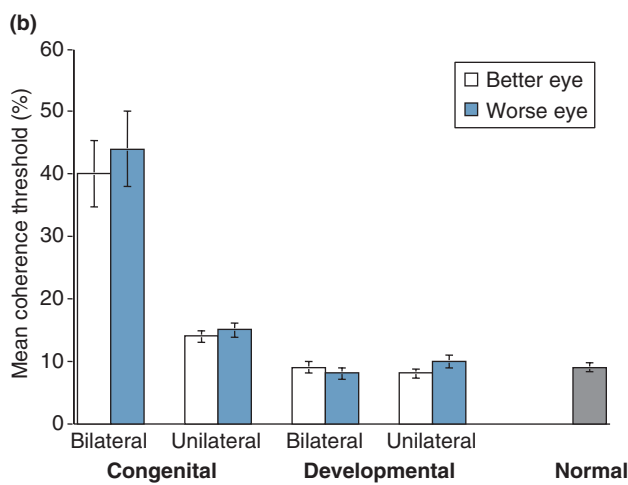 (b)
60
50
40
30
20
10
0
Mean coherence threshold (%)
Better eye
Worse eye
Bilateral Unilateral Bilateral Unilateral
Congenital Developmental Normal